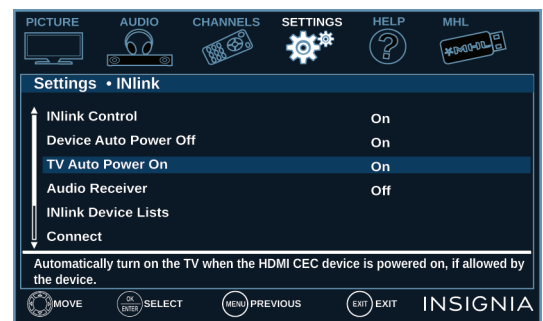 PICTURE AUDIO CHANNELS SETTINGS HELP MHL
MHL
Settings • INlink
INlink Control On
Device Auto Power Off On
TV Auto Power On On
Audio Receiver Off
INlink Device Lists
Connect
Automatically turn on the TV when the HDMI CEC device is powered on, if allowed by
the device.
MOVE OK ENTER SELECT MENU PREVIOUS EXIT EXIT INSIGNIA